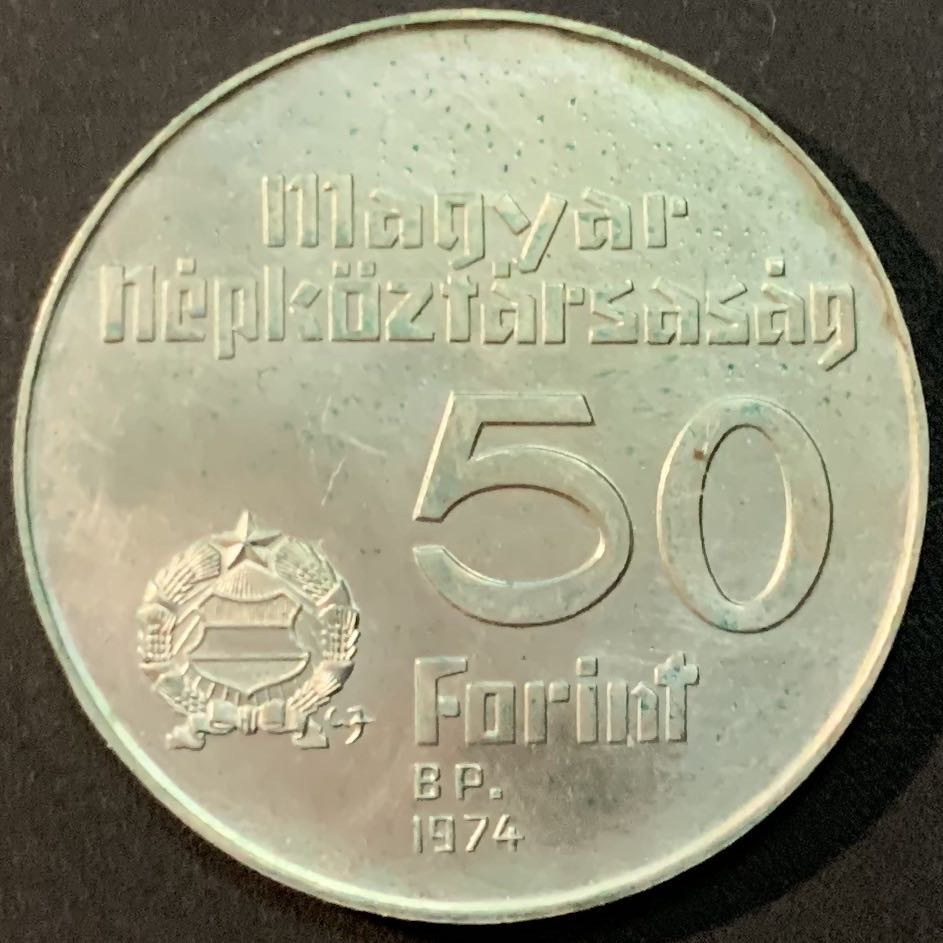 Magyar
Népköztársaság
50
Forint
BP.
1974